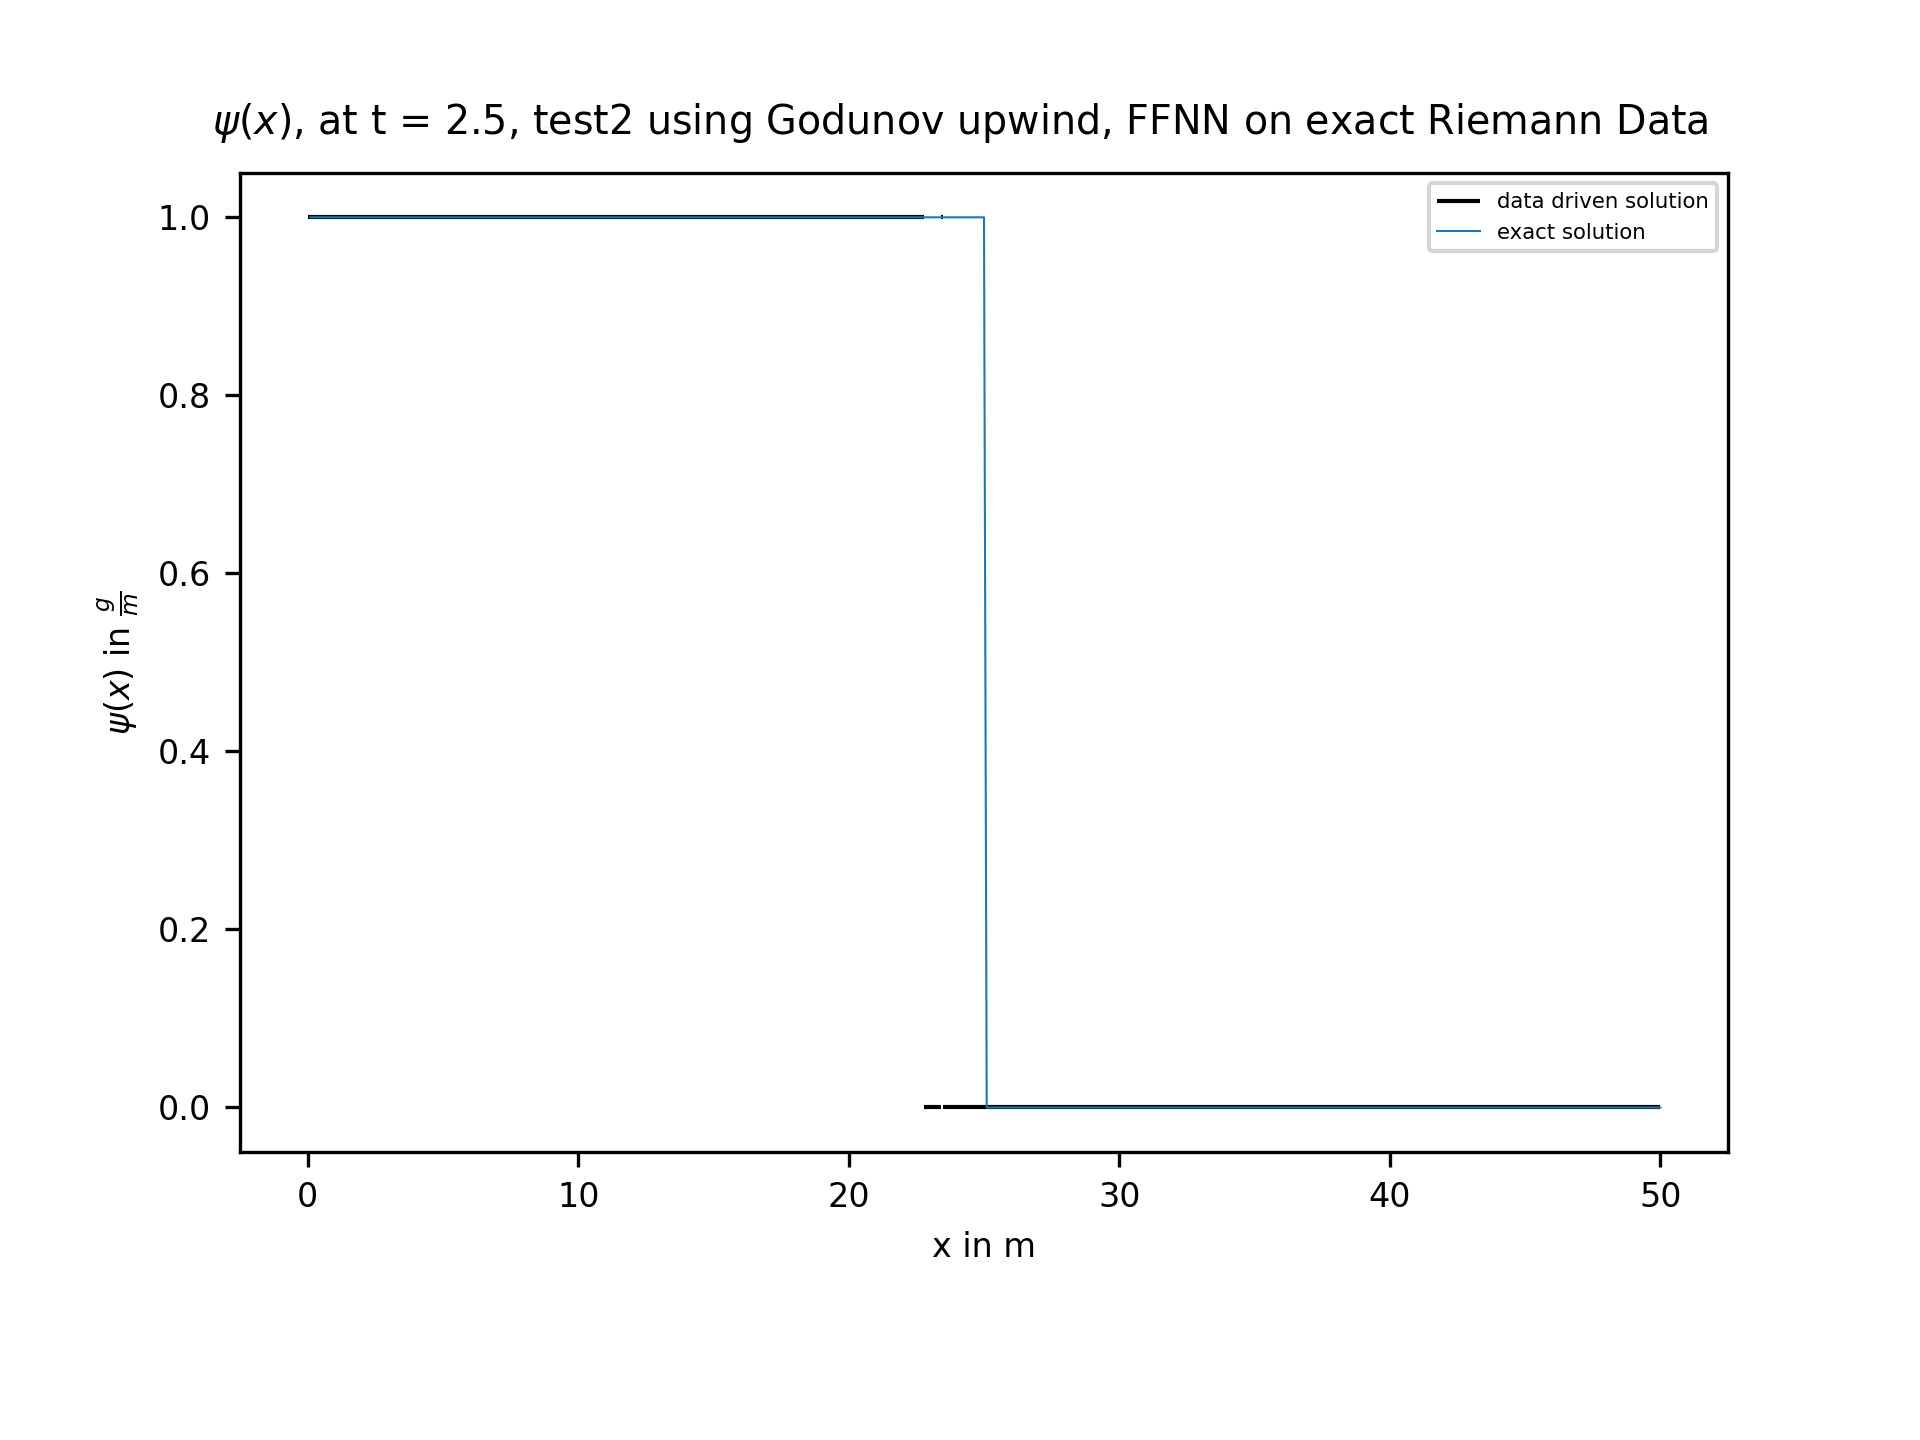 ψ(x), at t = 2.5, test2 using Godunov upwind, FFNN on exact Riemann Data
data driven solution
exact solution
1.0
0.8
0.6
0.4
0.2
0.0
ψ(x) in g/m
0 10 20 30 40 50
x in m